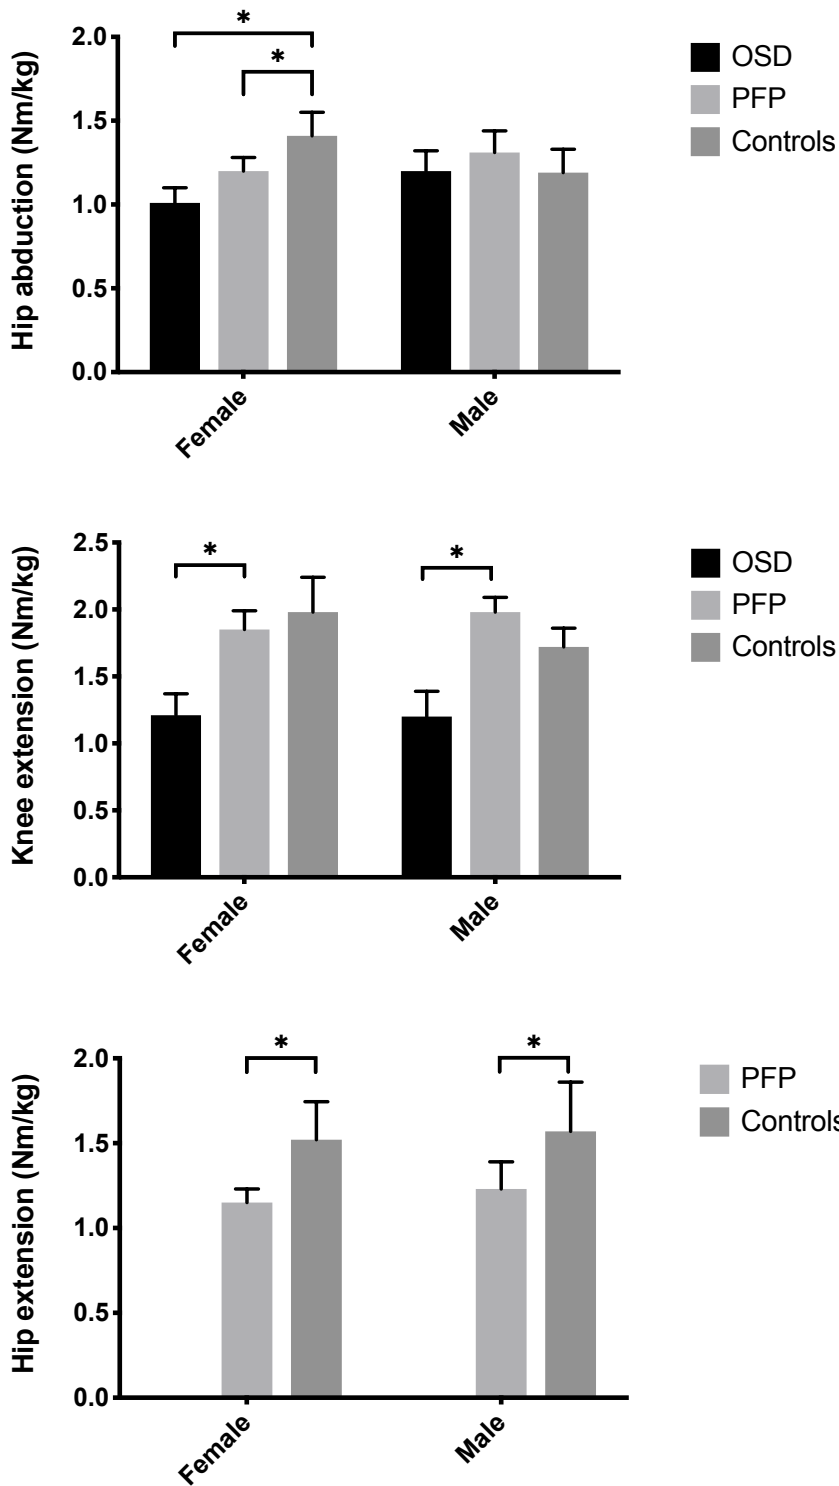 *
*
2.0
1.5
1.0
0.5
0.0
Hip abduction (Nm/kg)
Female
Male
OSD
PFP
Controls
*
*
2.5
2.0
1.5
1.0
0.5
0.0
Knee extension (Nm/kg)
Female
Male
OSD
PFP
Controls
*
*
2.0
1.5
1.0
0.5
0.0
Hip extension (Nm/kg)
Female
Male
PFP
Controls